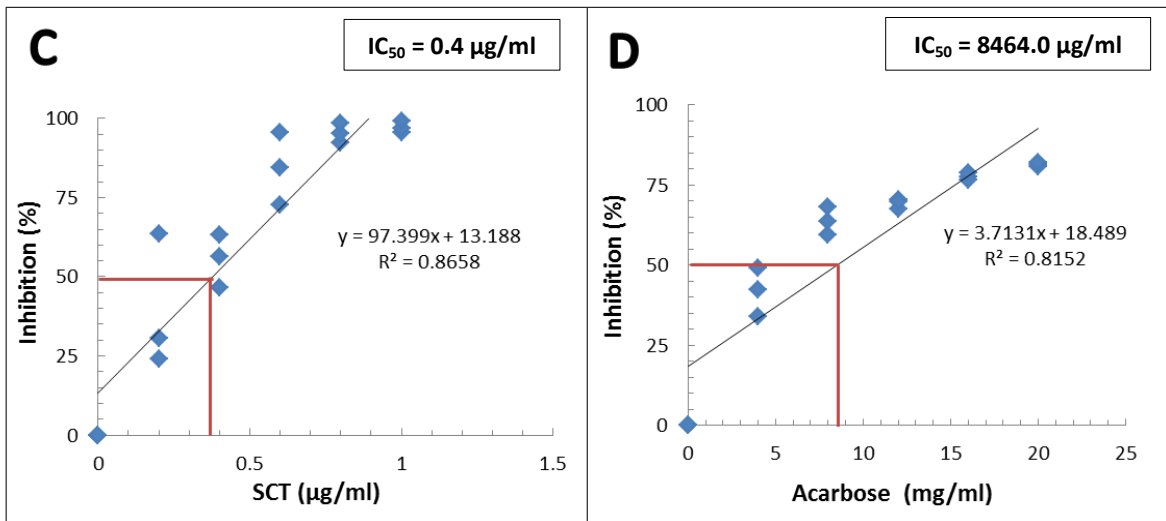 C
IC₅₀ = 0.4 µg/ml
100
75
50
25
0
Inhibition (%)
y = 97.399x + 13.188
R² = 0.8658
0 0.5 1 1.5
SCT (µg/ml)
D
IC₅₀ = 8464.0 µg/ml
100
75
50
25
0
Inhibition (%)
y = 3.7131x + 18.489
R² = 0.8152
0 5 10 15 20 25
Acarbose (mg/ml)